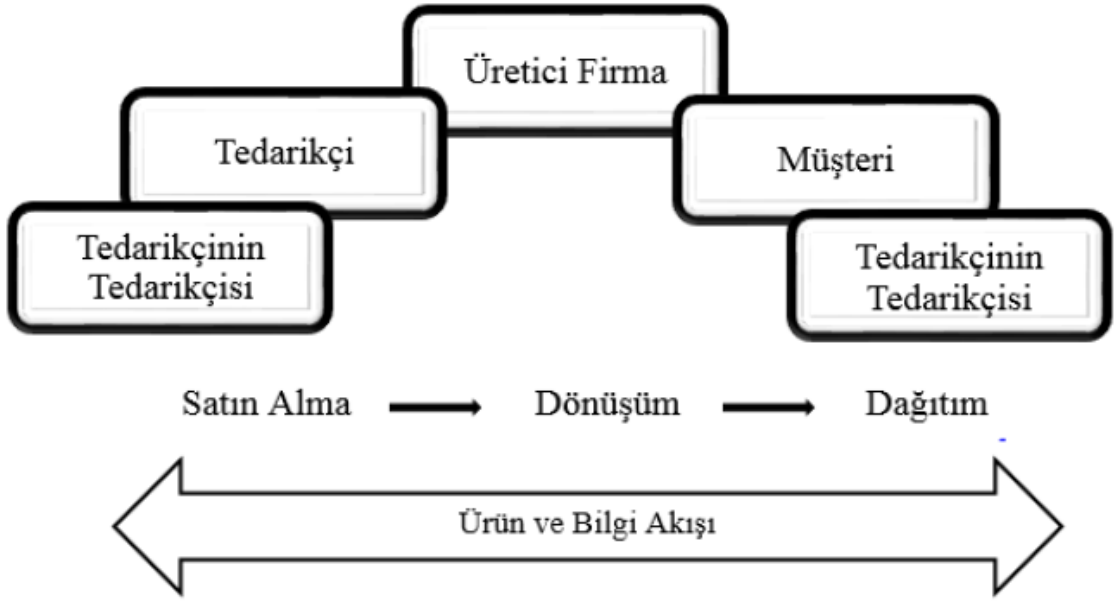 Üretici Firma
Tedarikçi
Müşteri
Tedarikçinin
Tedarikçisi
Tedarikçinin
Tedarikçisi
Satın Alma
Dönüşüm
Dağıtım
Ürün ve Bilgi Akışı